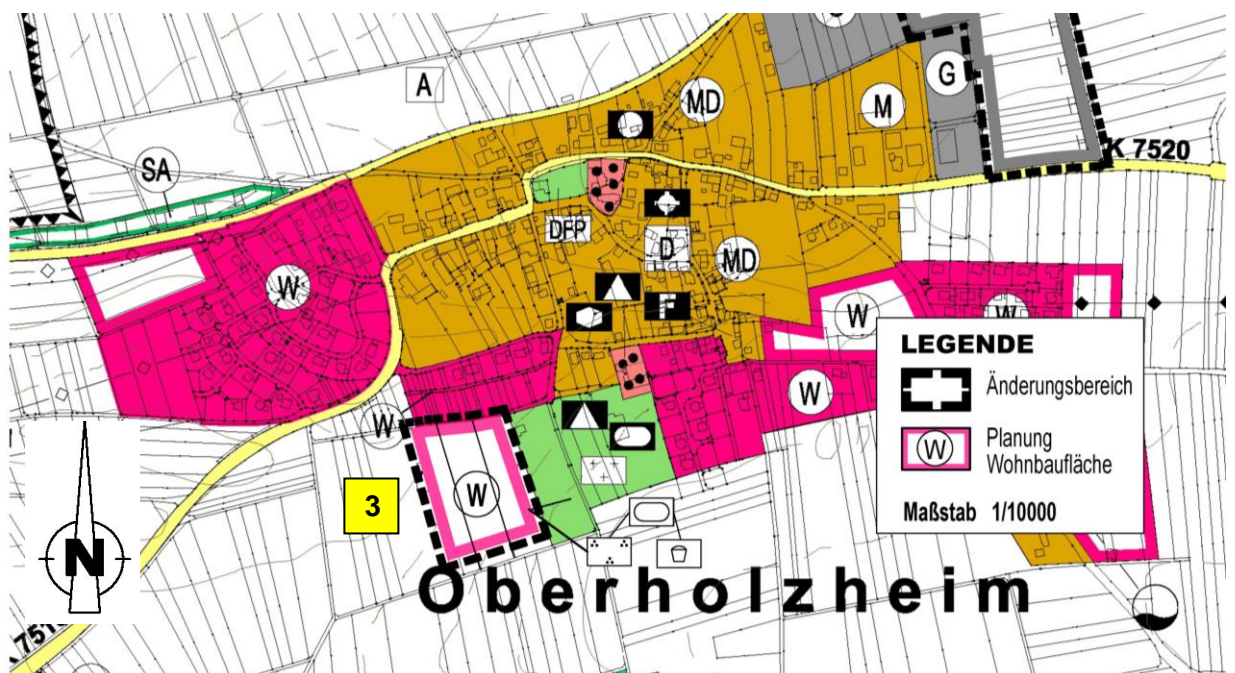 G
A
MD
M
G
K 7520
SA
DFP
D
MD
W
W
W
F
LEGENDE
Änderungsbereich
W
Planung
Wohnbaufläche
Maßstab 1/10000
W
W
3
W
N
Oberholzheim